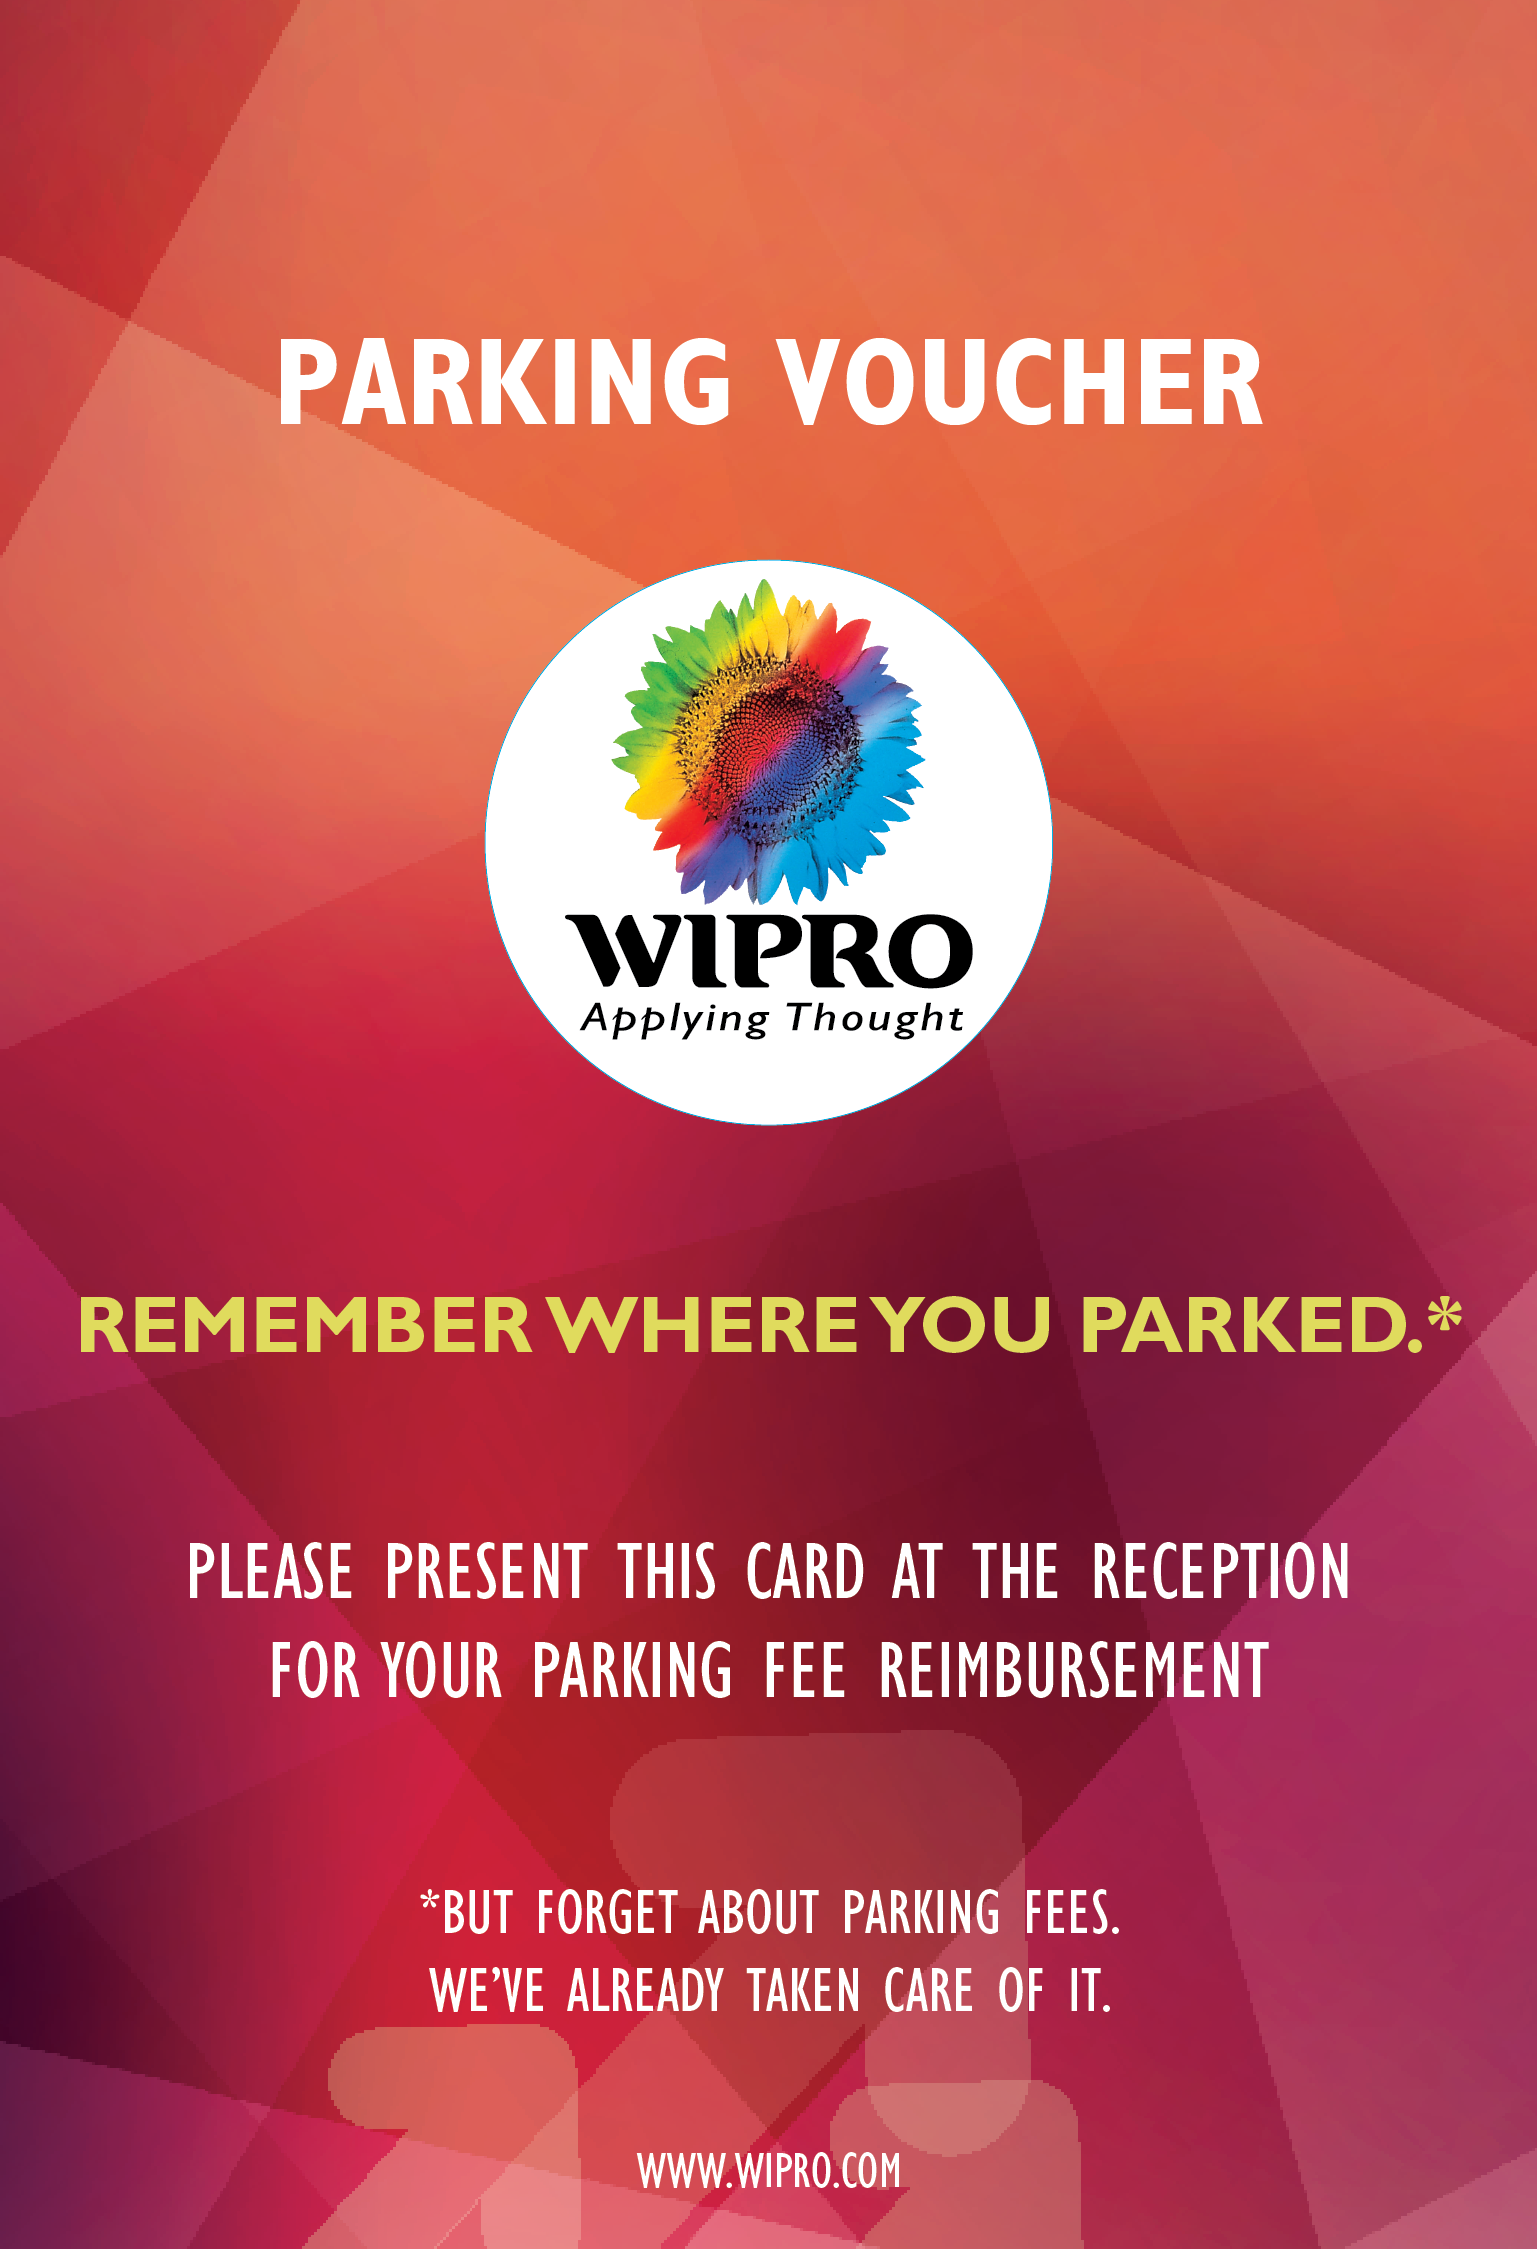 PARKING VOUCHER
WIPRO
Applying Thought
REMEMBER WHERE YOU PARKED.*
PLEASE PRESENT THIS CARD AT THE RECEPTION
FOR YOUR PARKING FEE REIMBURSEMENT
*BUT FORGET ABOUT PARKING FEES.
WE'VE ALREADY TAKEN CARE OF IT.
WWW.WIPRO.COM